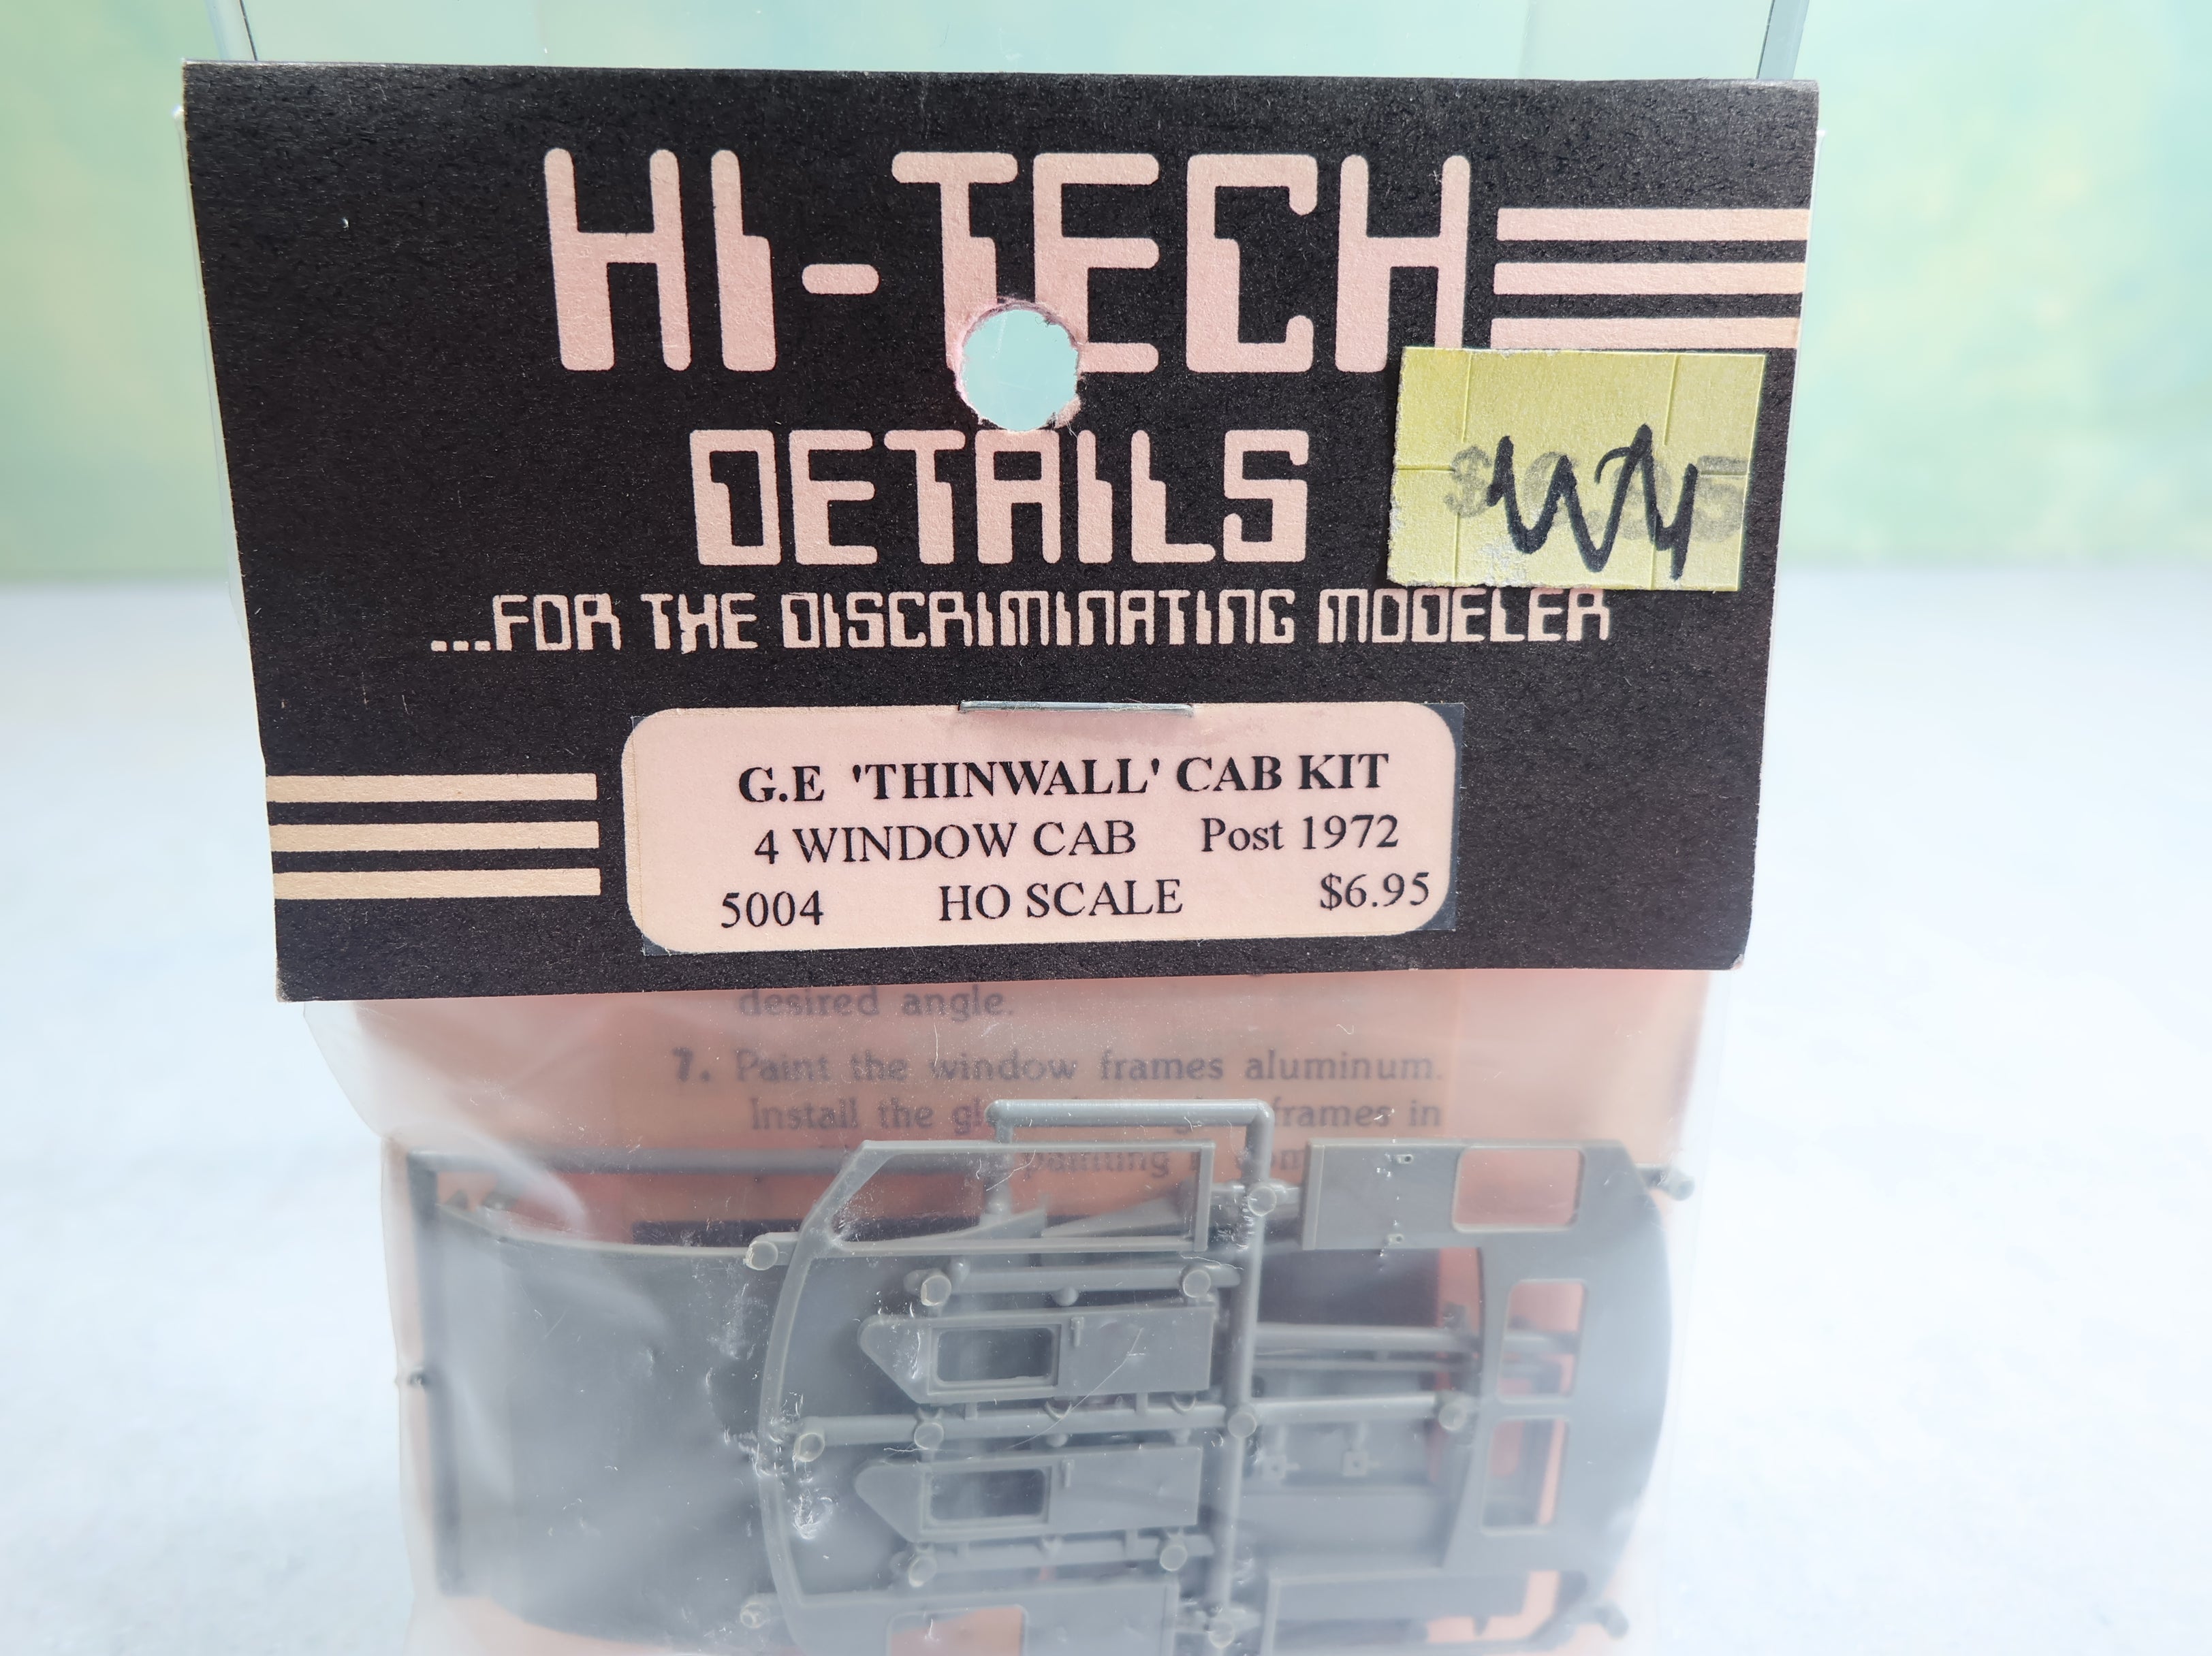 HI-TECH
DETAILS
...FOR THE DISCRIMINATING MODELER
G.E 'THINWALL' CAB KIT
4 WINDOW CAB Post 1972
5004 HO SCALE $6.95
desired angle.
7. Paint the window frames aluminum.
Install the frames in
painting